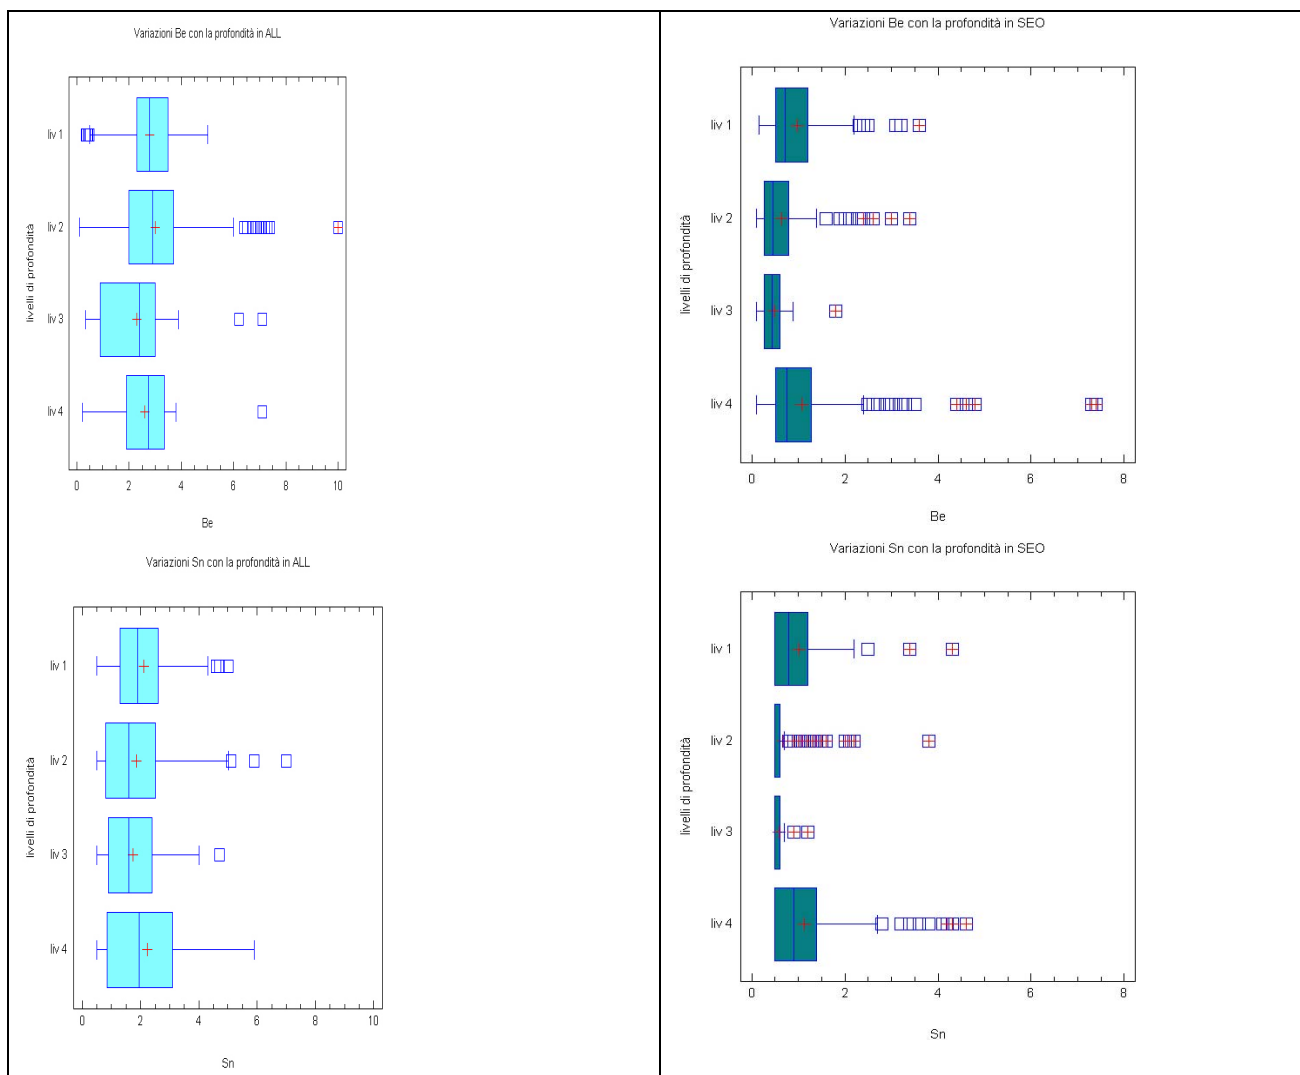 Variazioni Be con la profondità in ALL
livelli di profondità
liv 1
liv 2
liv 3
liv 4
0 2 4 6 8 10
Be
Variazioni Be con la profondità in SEO
livelli di profondità
liv 1
liv 2
liv 3
liv 4
0 2 4 6 8
Be
Variazioni Sn con la profondità in ALL
livelli di profondità
liv 1
liv 2
liv 3
liv 4
0 2 4 6 8 10
Sn
Variazioni Sn con la profondità in SEO
livelli di profondità
liv 1
liv 2
liv 3
liv 4
0 2 4 6 8
Sn